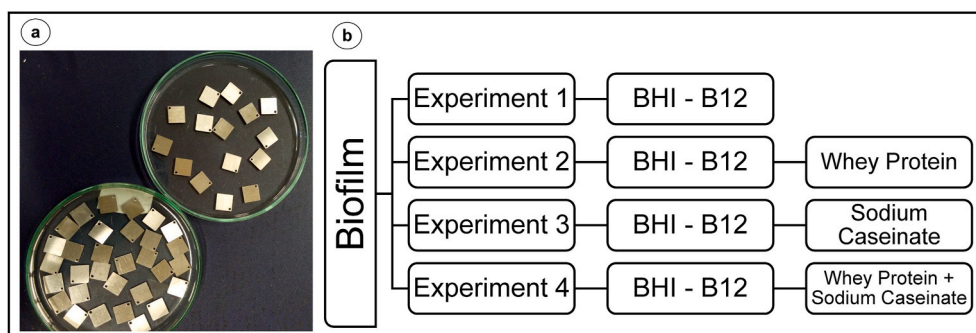 a
b
Biofilm
Experiment 1
BHI - B12
Experiment 2
BHI - B12
Whey Protein
Experiment 3
BHI - B12
Sodium
Caseinate
Experiment 4
BHI - B12
Whey Protein +
Sodium Caseinate